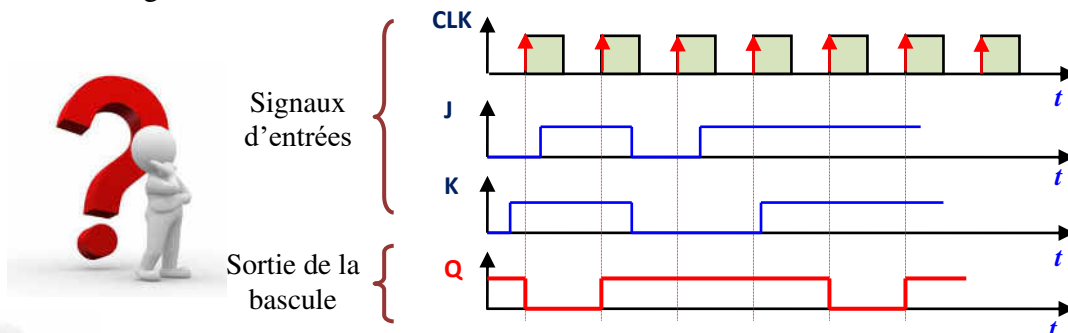 CLK
t
Signaux
d'entrées
J
t
K
t
Sortie de la
bascule
Q
t